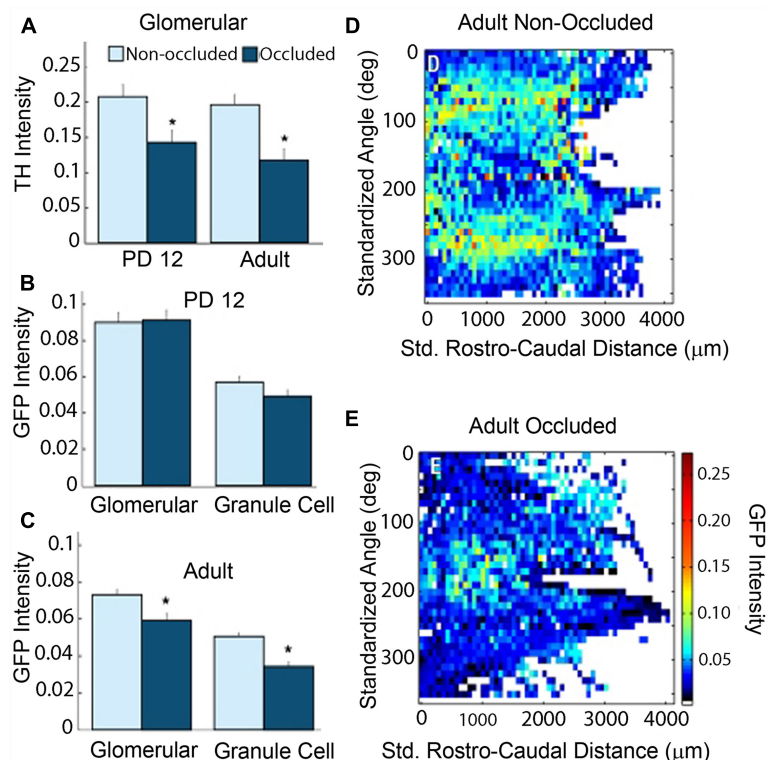 A
Glomerular
Non-occluded
Occluded
TH Intensity
0.25
0.2
0.15
0.1
0.05
0
*
*
PD 12
Adult
B
PD 12
GFP Intensity
0.1
0.08
0.06
0.04
0.02
0
Glomerular
Granule Cell
C
Adult
GFP Intensity
0.1
0.08
0.06
0.04
0.02
0
*
*
Glomerular
Granule Cell
D
Adult Non-Occluded
D
Standardized Angle (deg)
0
100
200
300
0
1000
2000
3000
4000
Std. Rostro-Caudal Distance (μm)
E
Adult Occluded
E
Standardized Angle (deg)
0
100
200
300
0
1000
2000
3000
4000
Std. Rostro-Caudal Distance (μm)
0.25
0.20
0.15
0.10
0.05
GFP Intensity